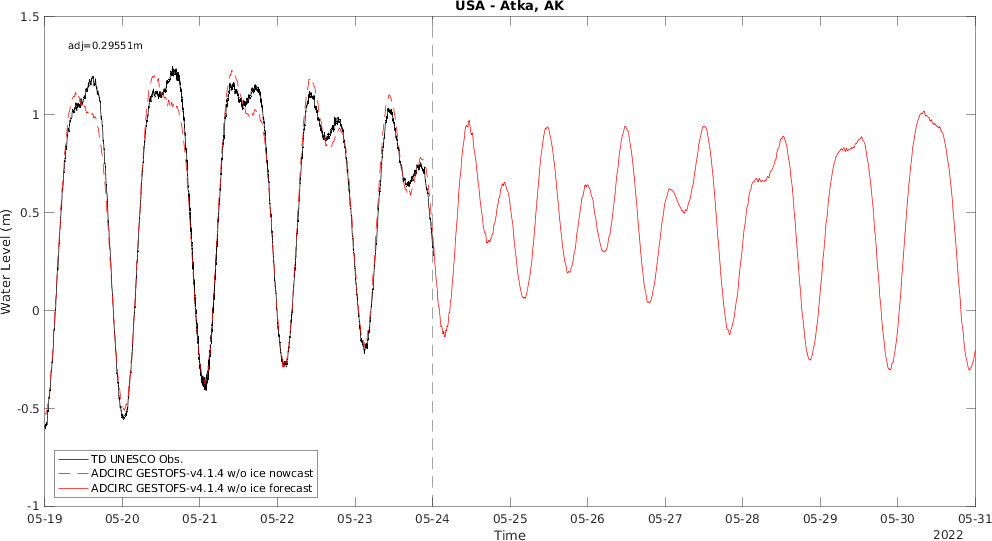 USA - Atka, AK
adj=0.29551m
Water Level (m)
1.5
1
0.5
0
-0.5
-1
TD UNESCO Obs.
ADCIRC GESTOFS-v4.1.4 w/o ice nowcast
ADCIRC GESTOFS-v4.1.4 w/o ice forecast
05-19 05-20 05-21 05-22 05-23 05-24 05-25 05-26 05-27 05-28 05-29 05-30 05-31
Time
2022